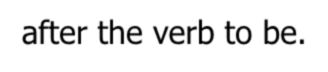 after the verb to be.